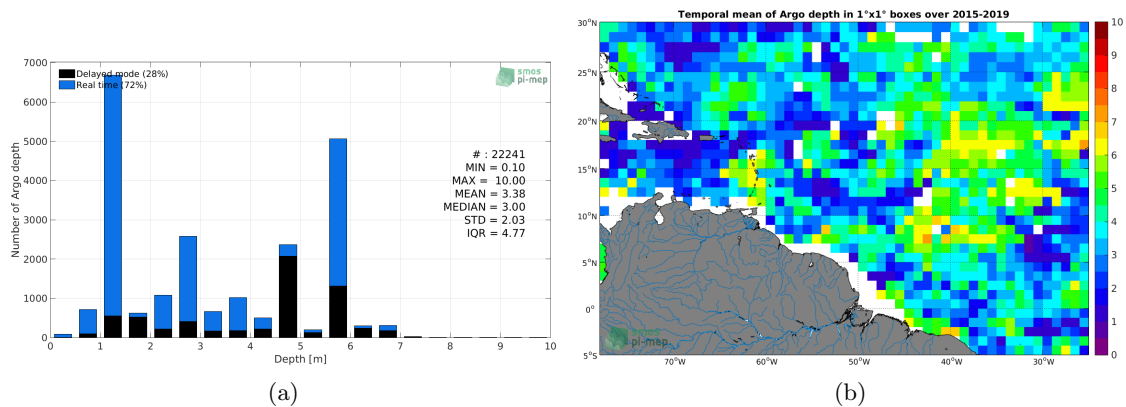 Temporal mean of Argo depth in 1°x1° boxes over 2015-2019
Delayed mode (28%)
Real time (72%)
smos
pi-mep
# : 22241
MIN = 0.10
MAX = 10.00
MEAN = 3.38
MEDIAN = 3.00
STD = 2.03
IQR = 4.77
Number of Argo depth
7000
6000
5000
4000
3000
2000
1000
0
0 1 2 3 4 5 6 7 8 9 10
Depth [m]
(a)
30°N
25°N
20°N
15°N
10°N
5°N
0°
5°S
70°W 60°W 50°W 40°W 30°W
smos
pi-mep
10
9
8
7
6
5
4
3
2
1
0
(b)